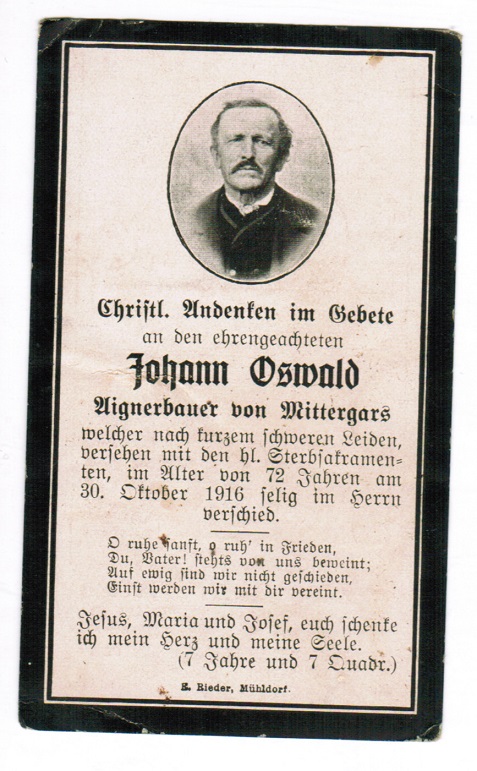 Christl. Andenken im Gebete
an den ehrengeachteten
Johann Oswald
Aignerbauer von Mittergars
welcher nach kurzem schweren Leiden,
versehen mit den hl. Sterbsakramen-
ten, im Alter von 72 Jahren am
30. Oktober 1916 selig im Herrn
verschied.
O ruhe sanft, o ruh' in Frieden,
Du, Vater! stehts von uns beweint;
Auf ewig sind wir nicht geschieden,
Einst werden wir mit dir vereint.
Jesus, Maria und Josef, euch schenke
ich mein Herz und meine Seele.
(7 Jahre und 7 Quadr.)
E. Rieder, Mühldorf.